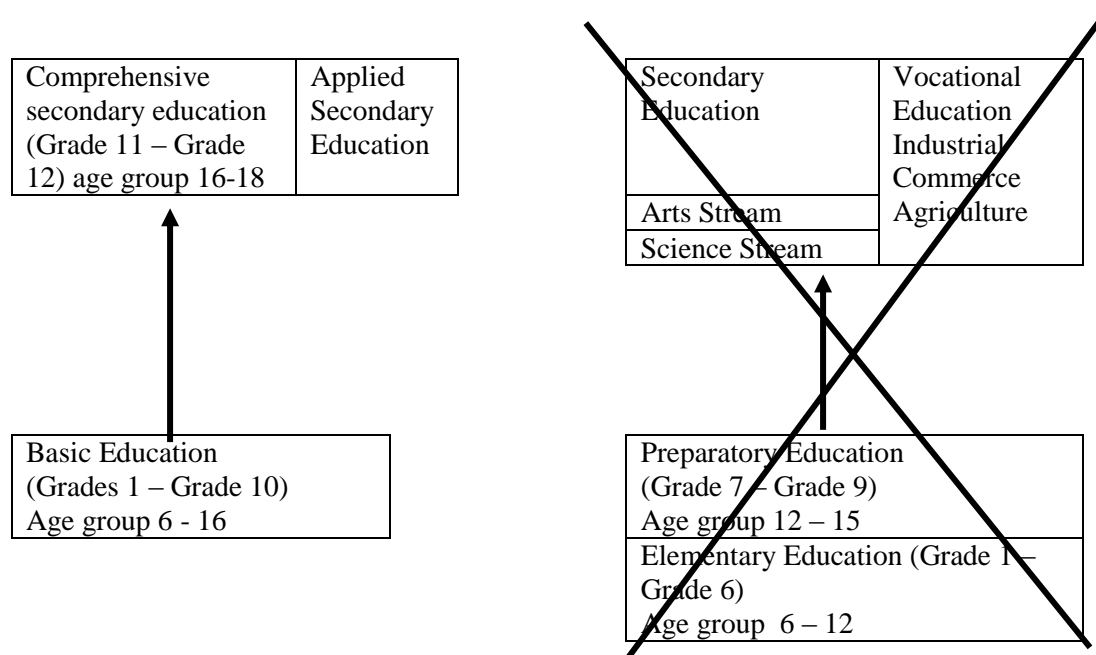 Comprehensive
secondary education
(Grade 11 – Grade
12) age group 16-18
Applied
Secondary
Education
Basic Education
(Grades 1 – Grade 10)
Age group 6 - 16
Secondary
Education
Arts Stream
Science Stream
Vocational
Education
Industrial
Commerce
Agriculture
Preparatory Education
(Grade 7 – Grade 9)
Age group 12 – 15
Elementary Education (Grade 1 –
Grade 6)
Age group 6 – 12